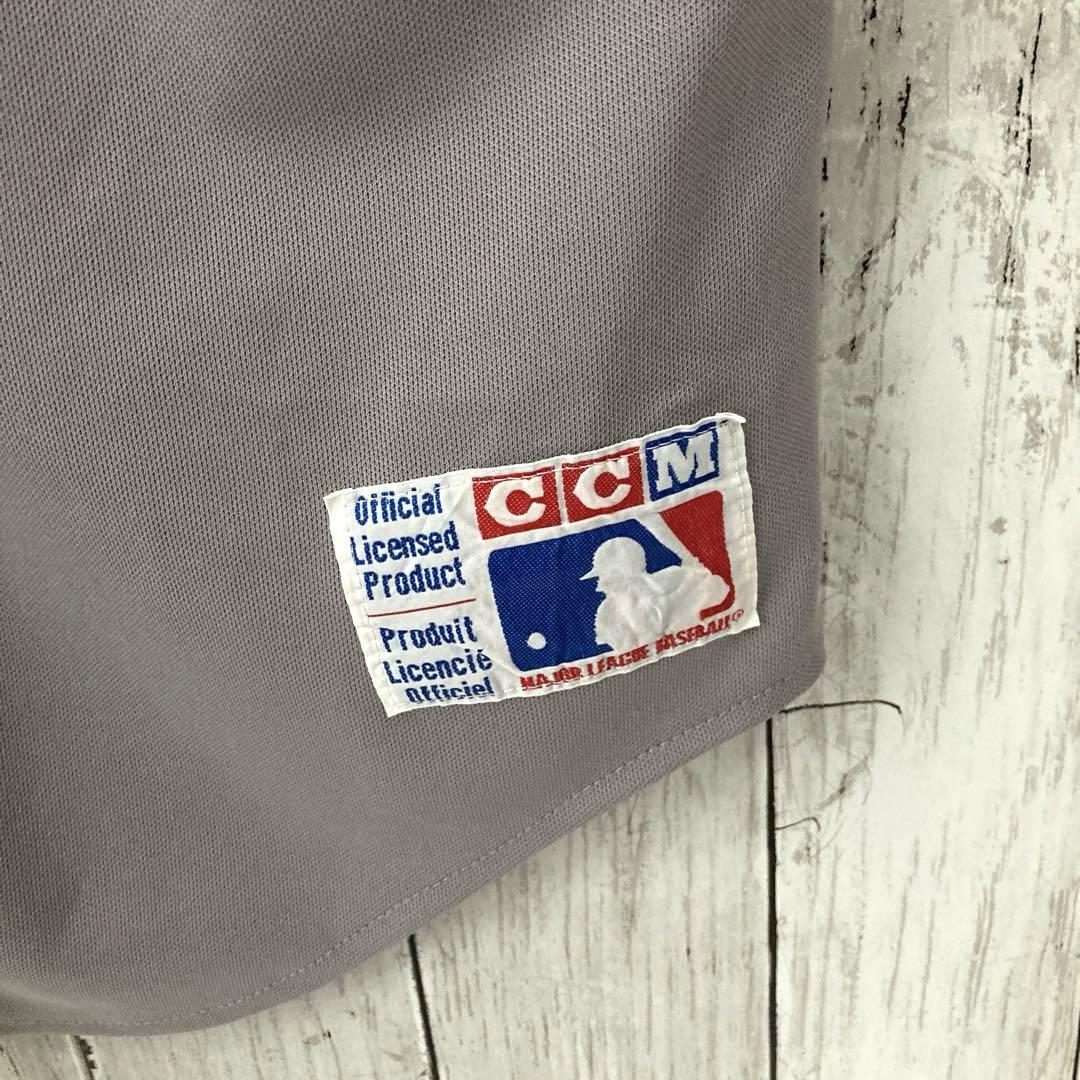 Official
Licensed
Product
Produit
Licencié
Officiel
CCM
MAJOR LEAGUE BASEBALL®